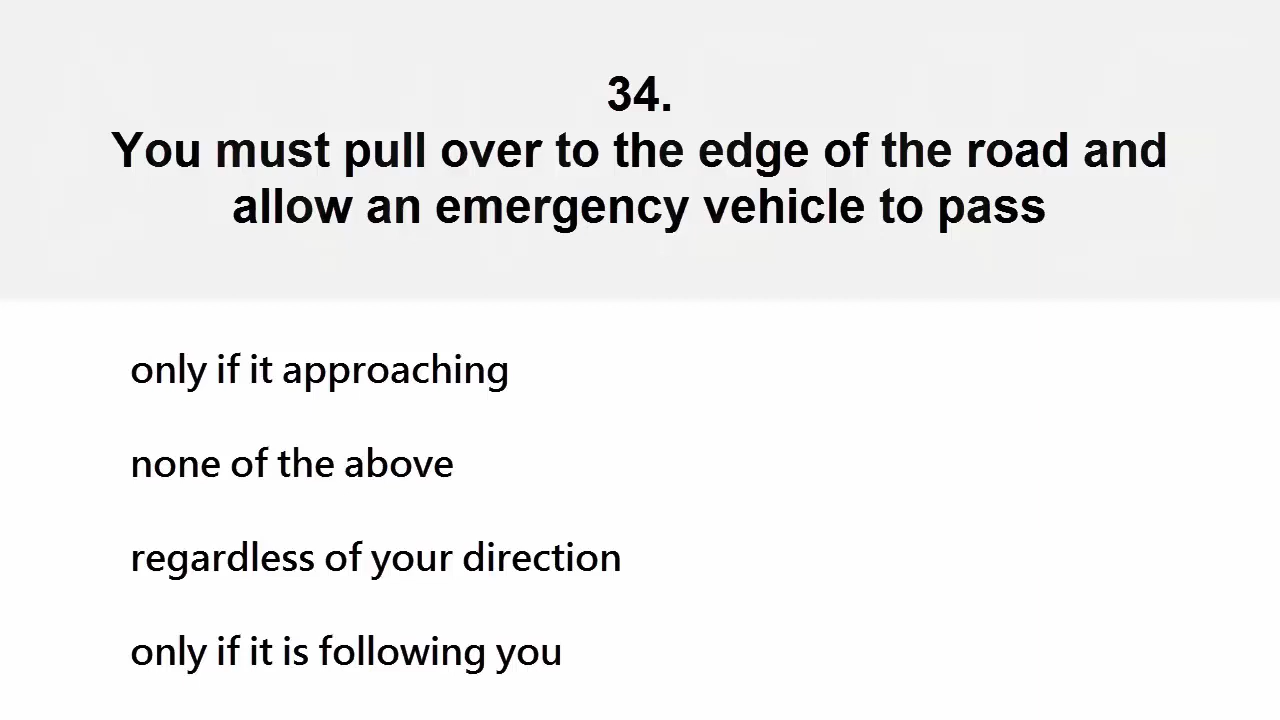 34.
You must pull over to the edge of the road and
allow an emergency vehicle to pass
only if it approaching
none of the above
regardless of your direction
only if it is following you